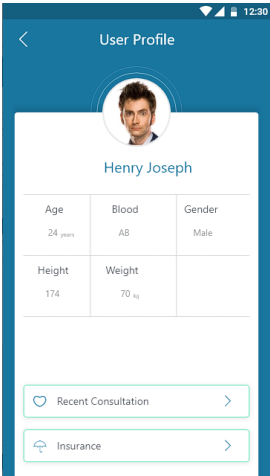 12:30
User Profile
Henry Joseph
Age Blood Gender
24 years AB Male
Height Weight
174 70 kg
Recent Consultation
Insurance